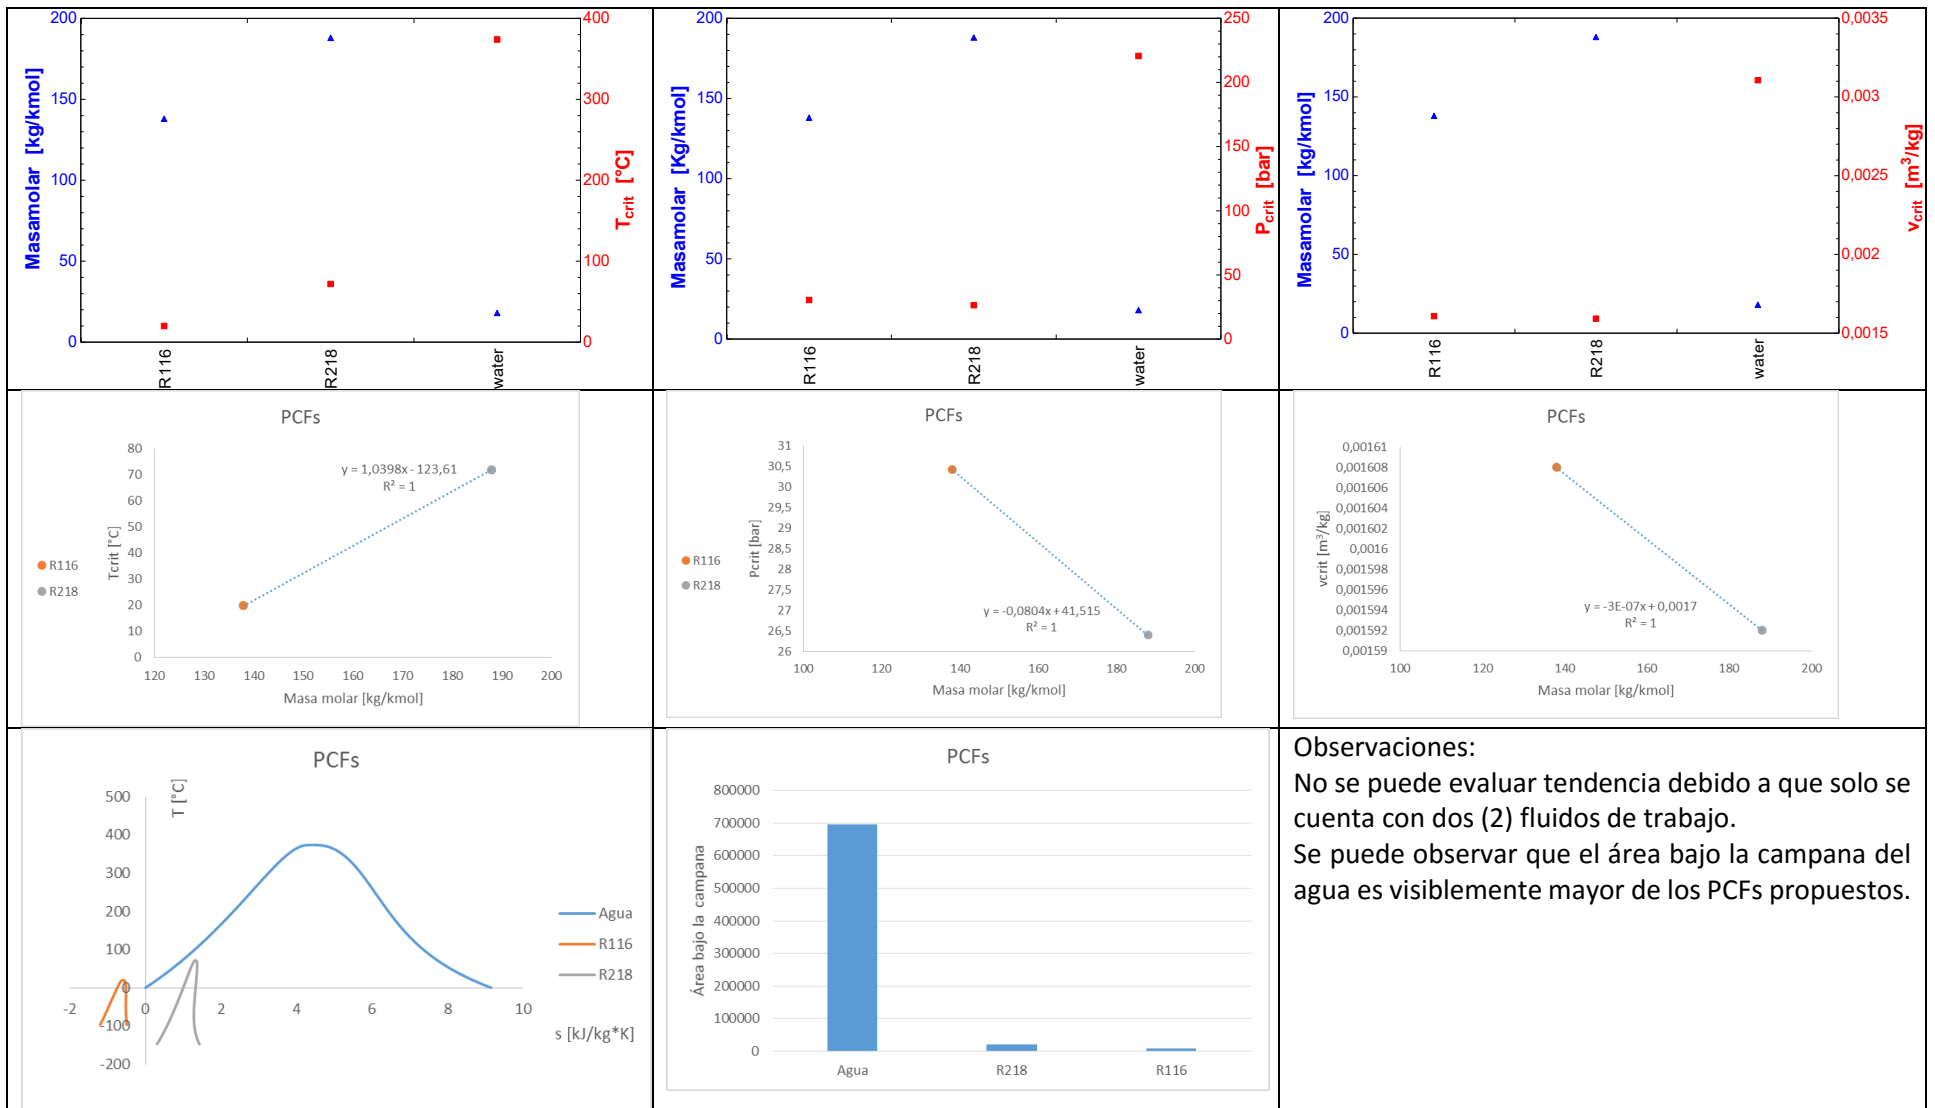 200
150
100
50
0
Masamolar [kg/kmol]
400
300
200
100
0
T_crit [°C]
R116
R218
water
200
150
100
50
0
Masamolar [Kg/kmol]
250
200
150
100
50
0
P_crit [bar]
R116
R218
water
200
150
100
50
0
Masamolar [kg/kmol]
0,0035
0,003
0,0025
0,002
0,0015
v_crit [m³/kg]
R116
R218
water
PCFs
80
70
60
50
40
30
20
10
0
Tcrit [°C]
y = 1,0398x - 123,61
R² = 1
R116
R218
120 130 140 150 160 170 180 190 200
Masa molar [kg/kmol]
PCFs
31
30,5
30
29,5
29
28,5
28
27,5
27
26,5
26
Pcrit [bar]
R116
R218
y = -0,0804x + 41,515
R² = 1
100 120 140 160 180 200
Masa molar [kg/kmol]
PCFs
0,00161
0,001608
0,001606
0,001604
0,001602
0,0016
0,001598
0,001596
0,001594
0,001592
0,00159
vcrit [m³/kg]
y = -3E-07x + 0,0017
R² = 1
100 120 140 160 180 200
Masa molar [kg/kmol]
PCFs
T [°C]
500
400
300
200
100
0
-100
-200
-2 0 2 4 6 8 10
s [kJ/kg*K]
Agua
R116
R218
PCFs
800000
700000
600000
500000
400000
300000
200000
100000
0
Área bajo la campana
Agua R218 R116
Observaciones:
No se puede evaluar tendencia debido a que solo se
cuenta con dos (2) fluidos de trabajo.
Se puede observar que el área bajo la campana del
agua es visiblemente mayor de los PCFs propuestos.